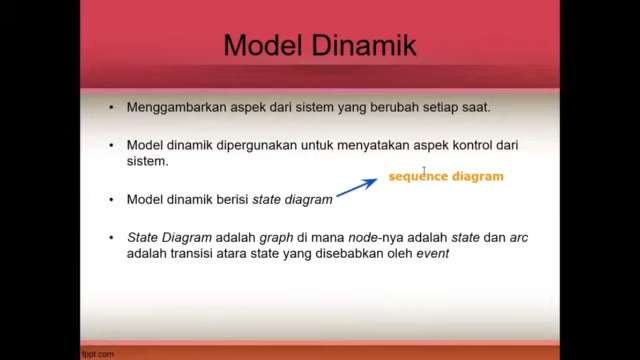 Model Dinamik
• Menggambarkan aspek dari sistem yang berubah setiap saat.
• Model dinamik dipergunakan untuk menyatakan aspek kontrol dari
sistem.
sequence diagram
• Model dinamik berisi state diagram
• State Diagram adalah graph di mana node-nya adalah state dan arc
adalah transisi atara state yang disebabkan oleh event
fppt.com